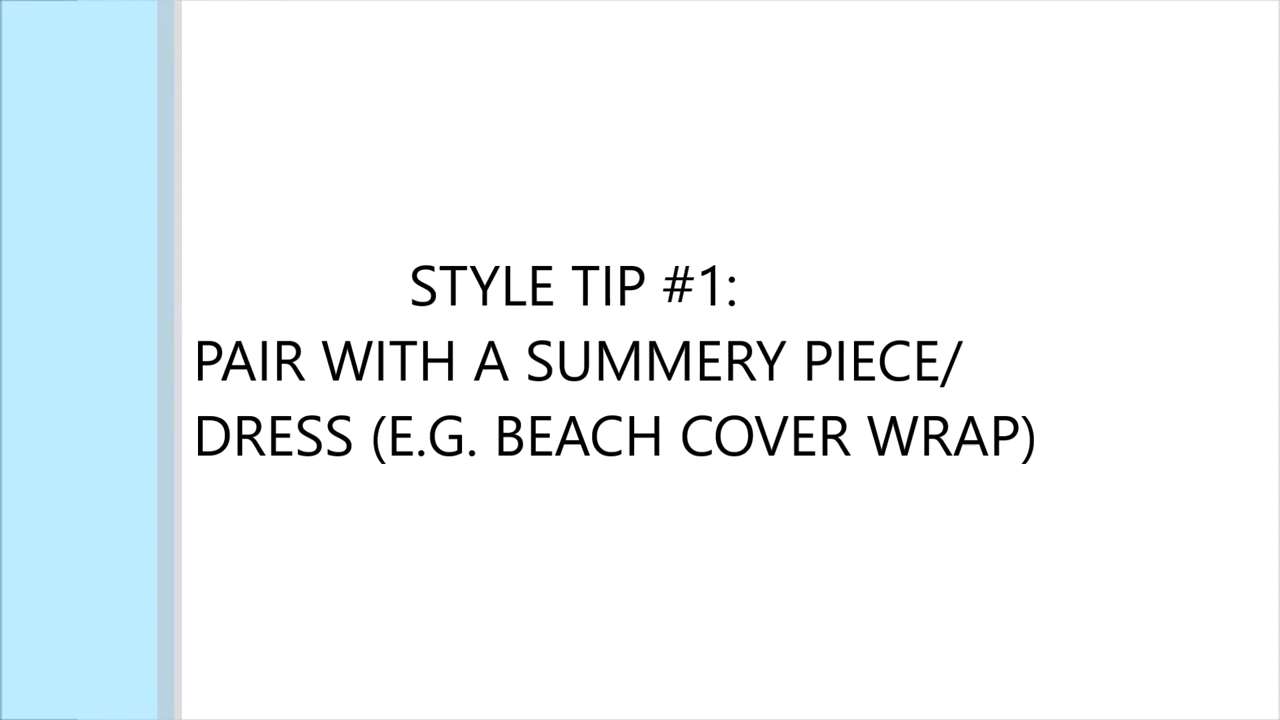 STYLE TIP #1:
PAIR WITH A SUMMERY PIECE/
DRESS (E.G. BEACH COVER WRAP)